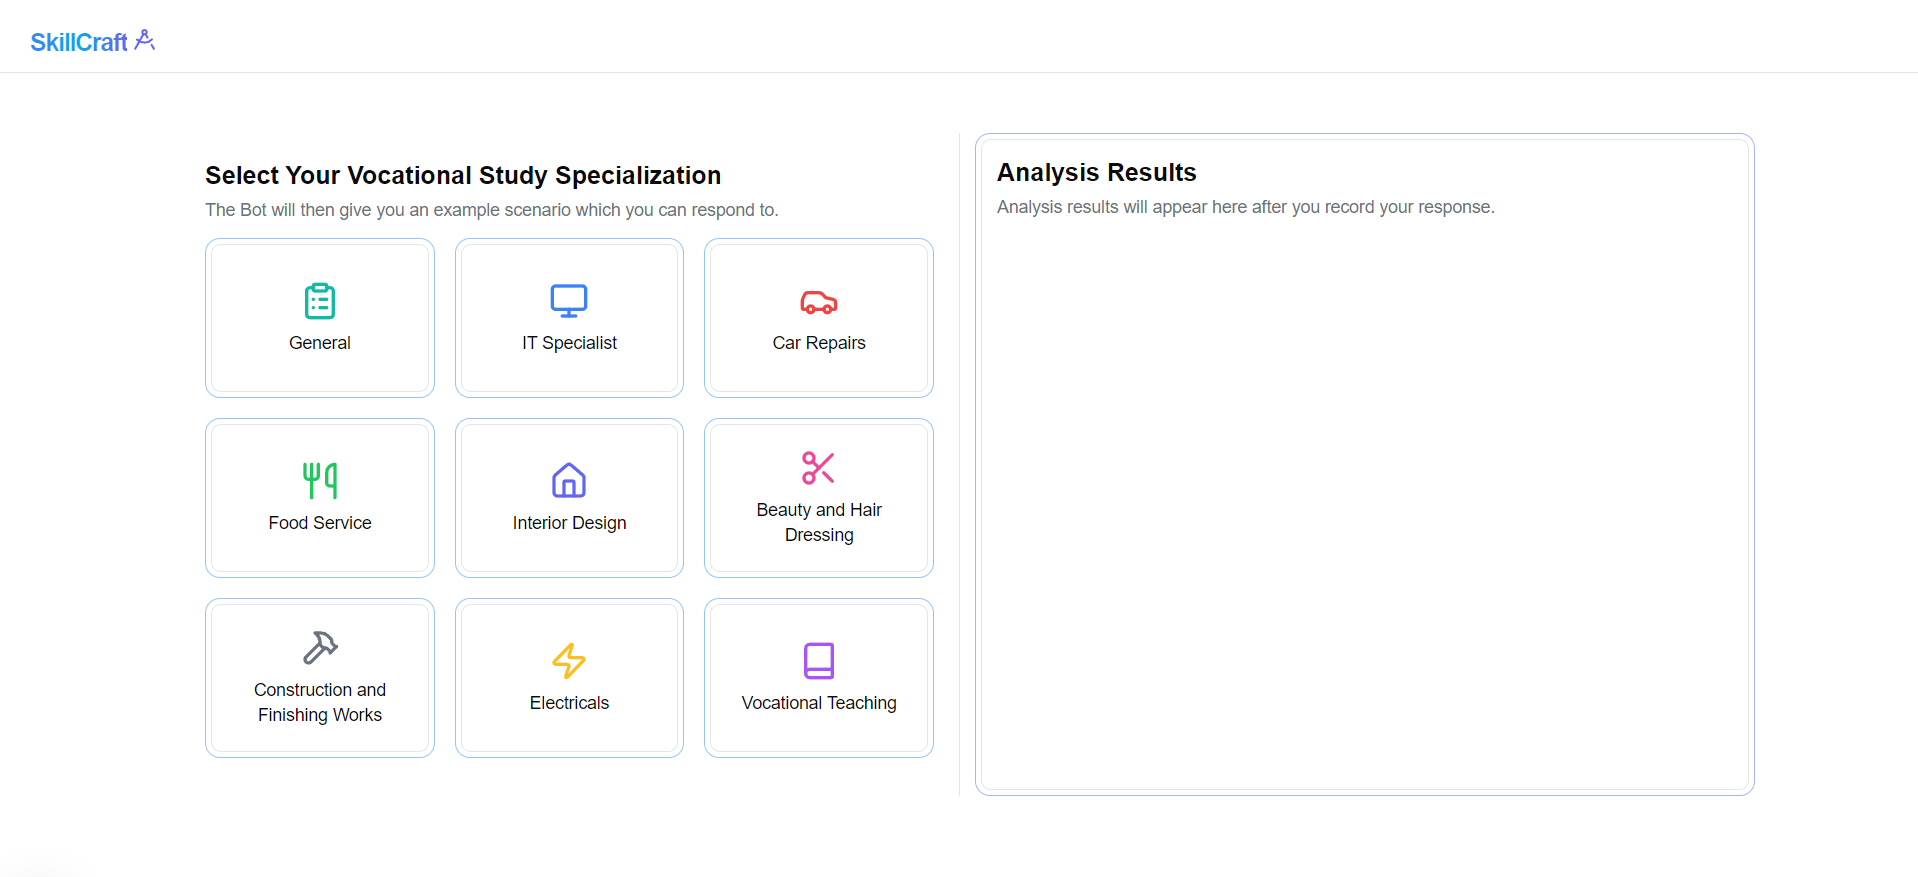 SkillCraft
Select Your Vocational Study Specialization
The Bot will then give you an example scenario which you can respond to.
General
IT Specialist
Car Repairs
Food Service
Interior Design
Beauty and Hair
Dressing
Construction and
Finishing Works
Electricals
Vocational Teaching
Analysis Results
Analysis results will appear here after you record your response.